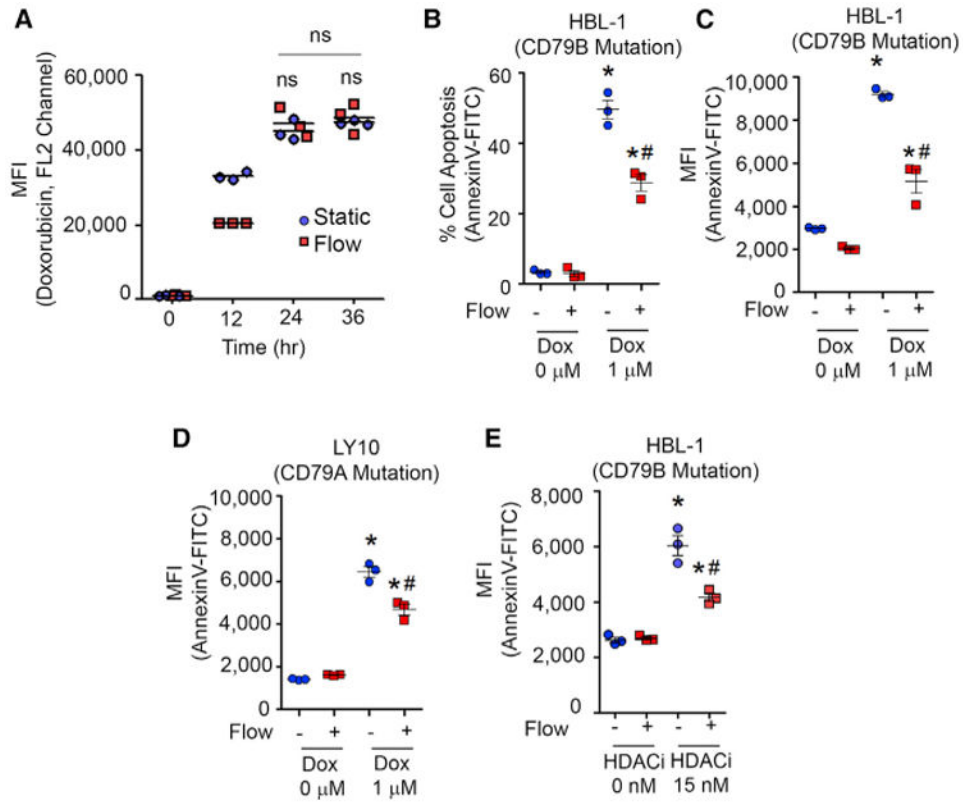 A
ns
ns
ns
60,000
40,000
20,000
0
MFI
(Doxorubicin, FL2 Channel)
Static
Flow
0
12
24
36
Time (hr)
B
HBL-1
(CD79B Mutation)
60
40
20
0
% Cell Apoptosis
(AnnexinV-FITC)
*
*#
Flow
-
+
-
+
Dox
0 μM
Dox
1 μM
C
HBL-1
(CD79B Mutation)
10,000
8,000
6,000
4,000
2,000
0
MFI
(AnnexinV-FITC)
*
*#
Flow
-
+
-
+
Dox
0 μM
Dox
1 μM
D
LY10
(CD79A Mutation)
10,000
8,000
6,000
4,000
2,000
0
MFI
(AnnexinV-FITC)
*
*#
Flow
-
+
-
+
Dox
0 μM
Dox
1 μM
E
HBL-1
(CD79B Mutation)
8,000
6,000
4,000
2,000
0
MFI
(AnnexinV-FITC)
*
*#
Flow
-
+
-
+
HDACi
0 nM
HDACi
15 nM